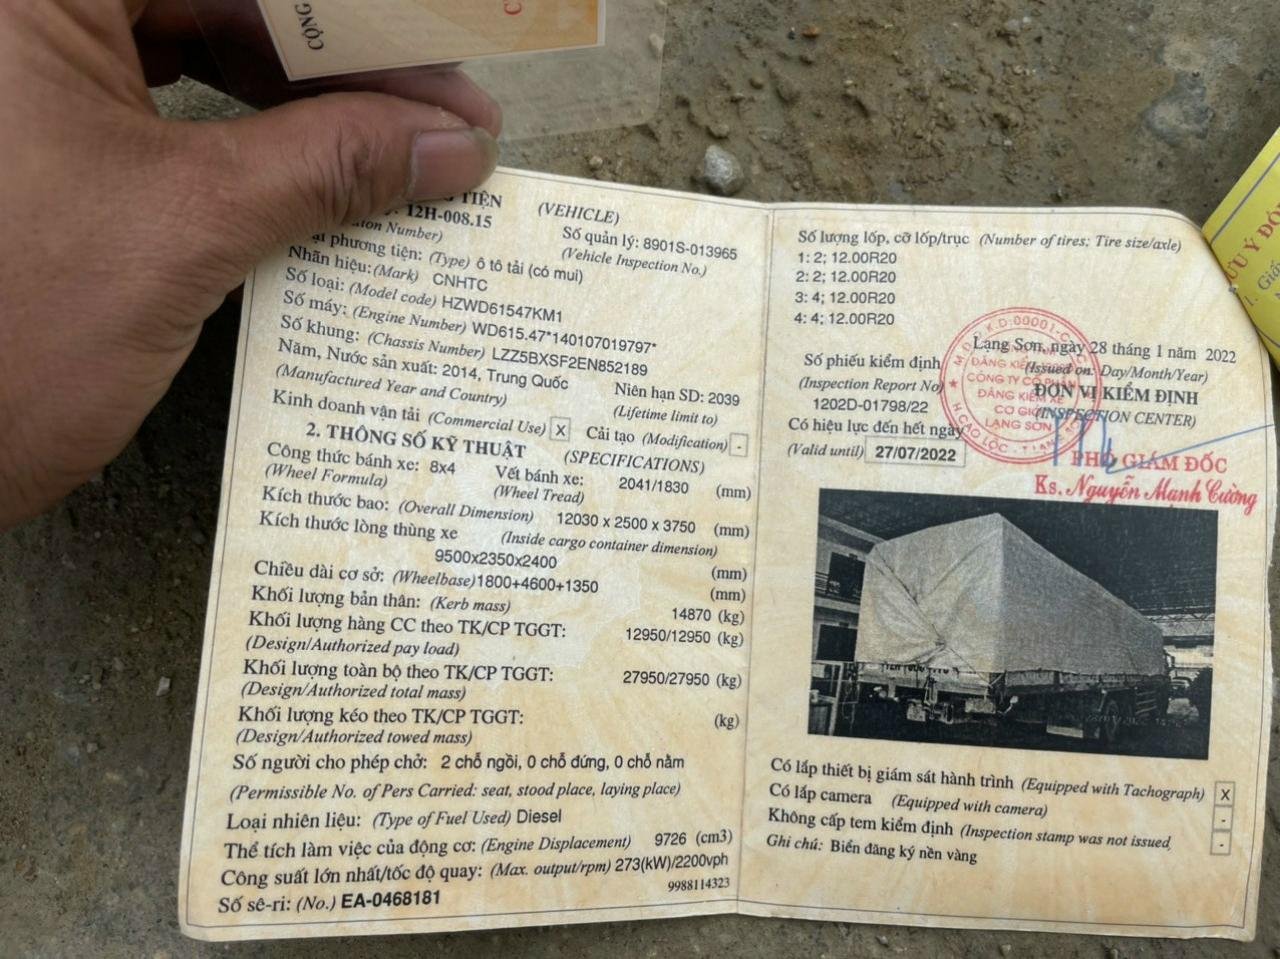 CỘNG
TIỆN (VEHICLE)
12H-008.15 Số quản lý: 8901S-013965
Number) (Vehicle Inspection No.)
phương tiện: (Type) ô tô tải (có mui)
Nhãn hiệu: (Mark) CNHTC
Số loại: (Model code) HZWD61547KM1
Số máy: (Engine Number) WD615.47*140107019797*
Số khung: (Chassis Number) LZZ5BXSF2EN852189
Năm, Nước sản xuất: 2014, Trung Quốc Niên hạn SD: 2039
(Manufactured Year and Country) (Lifetime limit to)
Kinh doanh vận tải (Commercial Use) X Cải tạo (Modification) -
2. THÔNG SỐ KỸ THUẬT (SPECIFICATIONS)
Công thức bánh xe: 8x4 Vết bánh xe: 2041/1830 (mm)
(Wheel Formula) (Wheel Tread)
Kích thước bao: (Overall Dimension) 12030 x 2500 x 3750 (mm)
Kích thước lòng thùng xe (Inside cargo container dimension)
9500x2350x2400 (mm)
Chiều dài cơ sở: (Wheelbase) 1800+4600+1350 (mm)
Khối lượng bản thân: (Kerb mass) 14870 (kg)
Khối lượng hàng CC theo TK/CP TGGT: 12950/12950 (kg)
(Design/Authorized pay load)
Khối lượng toàn bộ theo TK/CP TGGT: 27950/27950 (kg)
(Design/Authorized total mass)
Khối lượng kéo theo TK/CP TGGT: (kg)
(Design/Authorized towed mass)
Số người cho phép chở: 2 chỗ ngồi, 0 chỗ đứng, 0 chỗ nằm
(Permissible No. of Pers Carried: seat, stood place, laying place)
Loại nhiên liệu: (Type of Fuel Used) Diesel
Thể tích làm việc của động cơ: (Engine Displacement) 9726 (cm3)
Công suất lớn nhất/tốc độ quay: (Max. output/rpm) 273(kW)/2200vph
9988114323
Số sê-ri: (No.) EA-0468181
Số lượng lốp, cỡ lốp/trục (Number of tires; Tire size/axle)
1: 2; 12.00R20
2: 2; 12.00R20
3: 4; 12.00R20
4: 4; 12.00R20
Lạng Sơn, ngày 28 tháng 1 năm 2022
(Issued on: Day/Month/Year)
Số phiếu kiểm định ĐƠN VỊ KIỂM ĐỊNH
(Inspection Report No) (INSPECTION CENTER)
1202D-01798/22
Có hiệu lực đến hết ngày
(Valid until) 27/07/2022
CÔNG TY CỔ PHẦN
ĐĂNG KIỂM XE
CƠ GIỚI
LẠNG SƠN
PHÓ GIÁM ĐỐC
Ks. Nguyễn Mạnh Cường
Có lắp thiết bị giám sát hành trình (Equipped with Tachograph) X
Có lắp camera (Equipped with camera) -
Không cấp tem kiểm định (Inspection stamp was not issued -
Ghi chú: Biển đăng ký nền vàng
LƯU Ý ĐỐ
1. Giấ